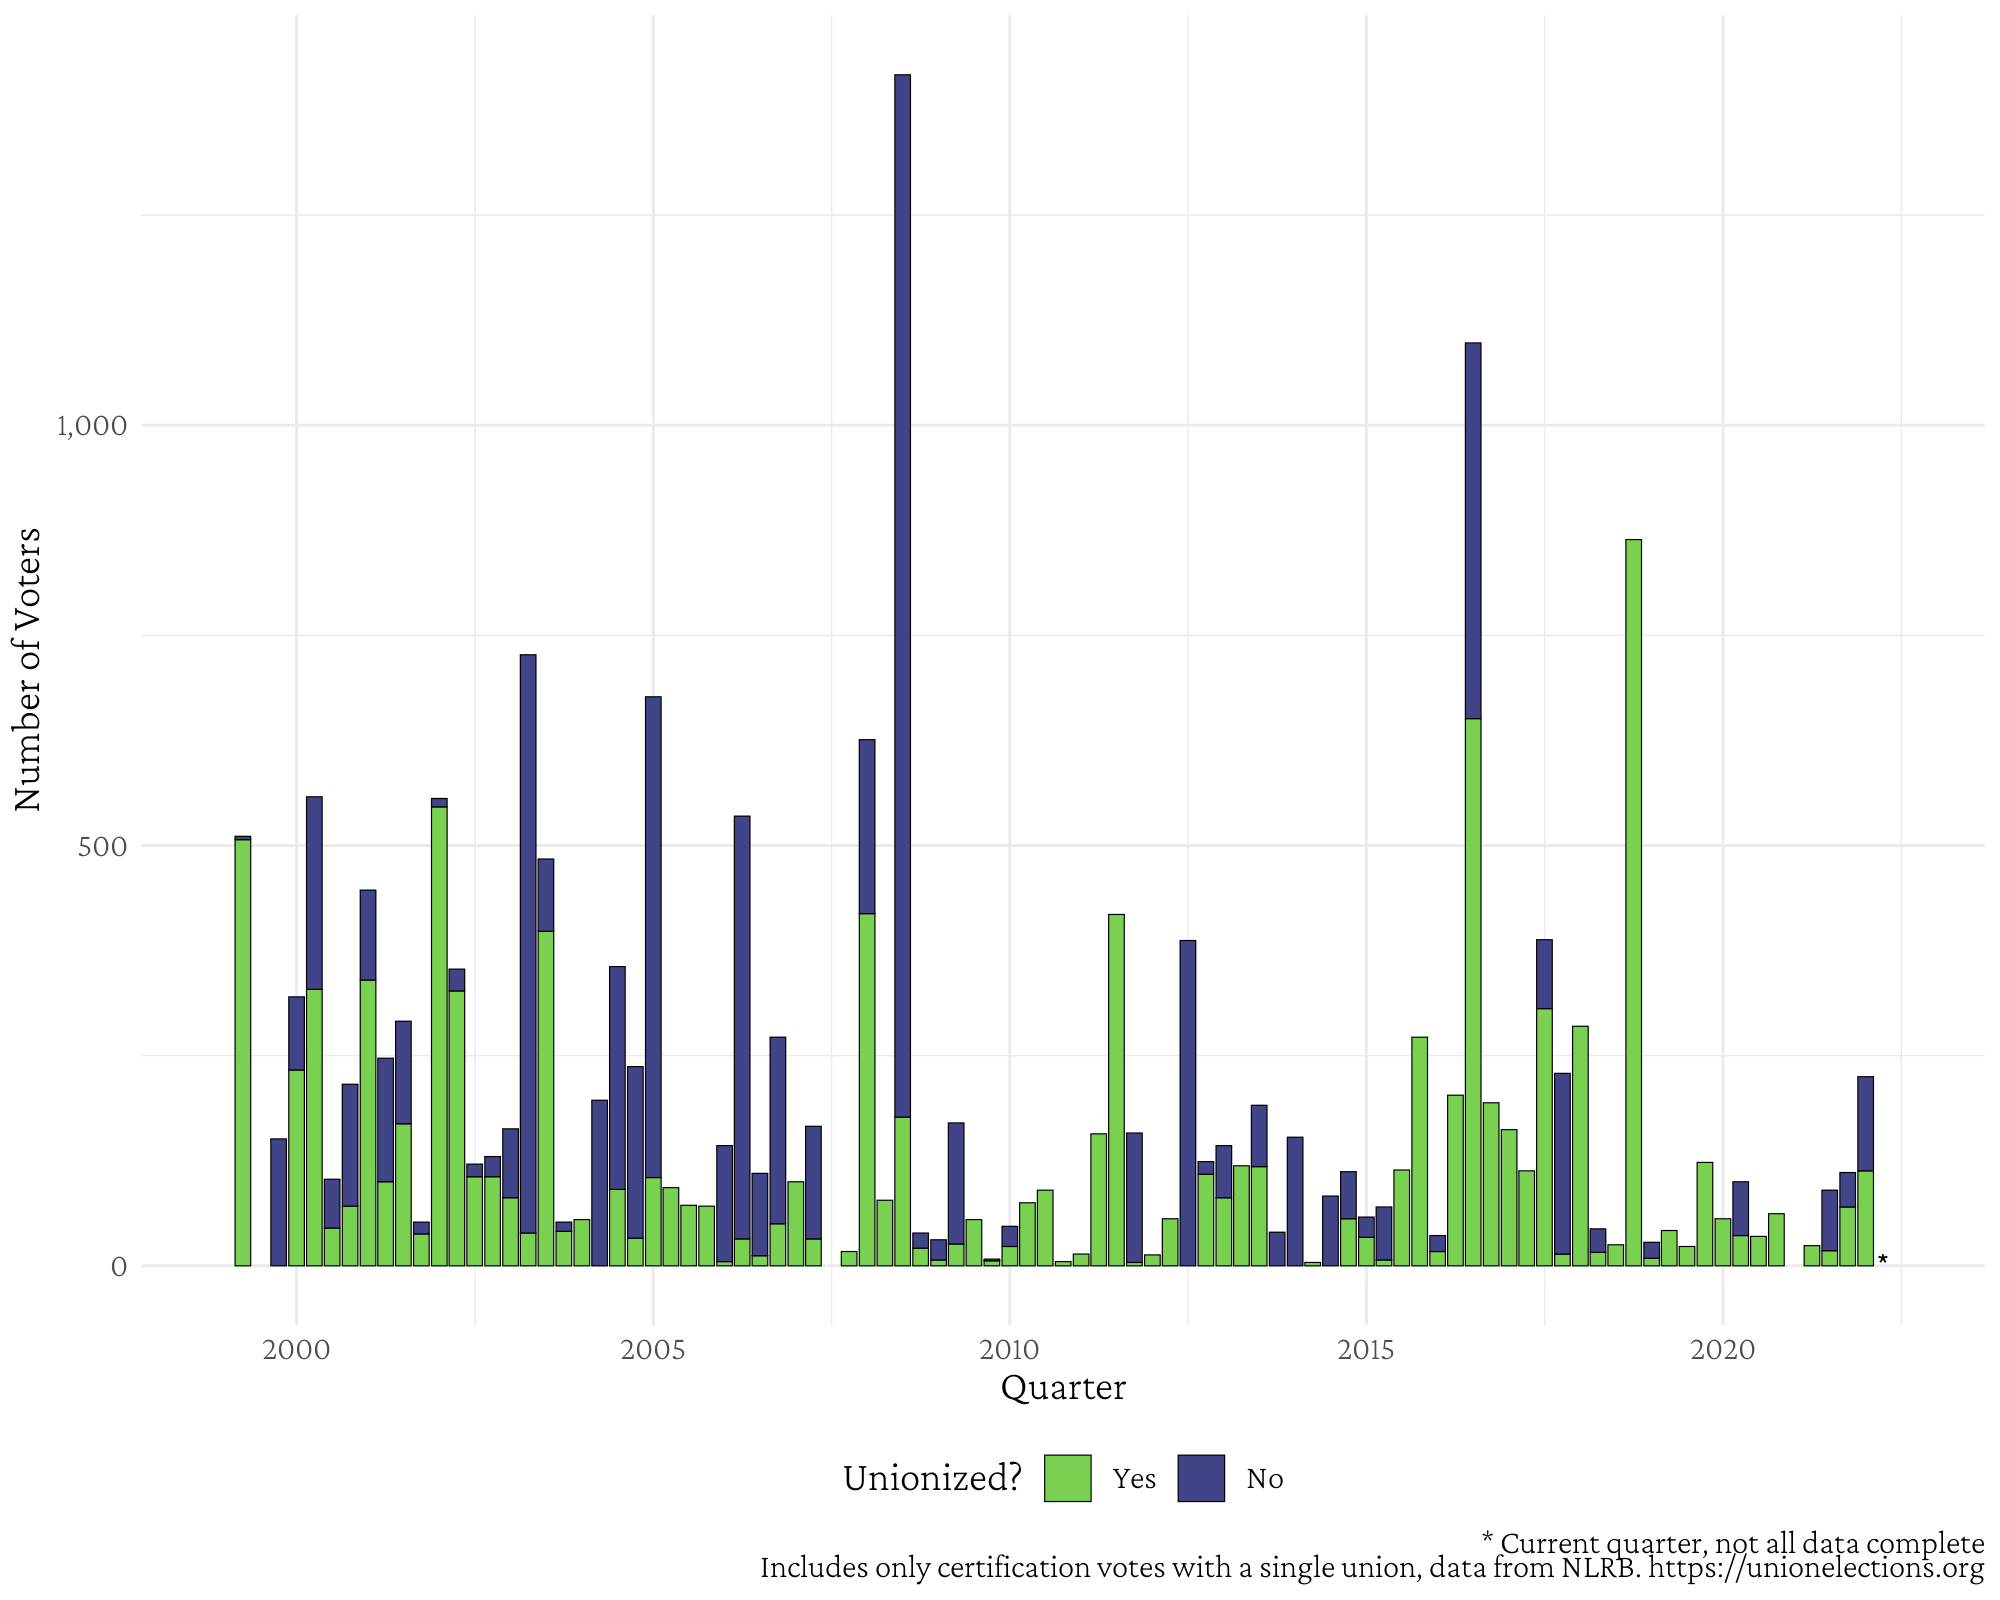 1,000
500
0
Number of Voters
*
2000 2005 2010 2015 2020
Quarter
Unionized? Yes No
* Current quarter, not all data complete
Includes only certification votes with a single union, data from NLRB. https://unionelections.org